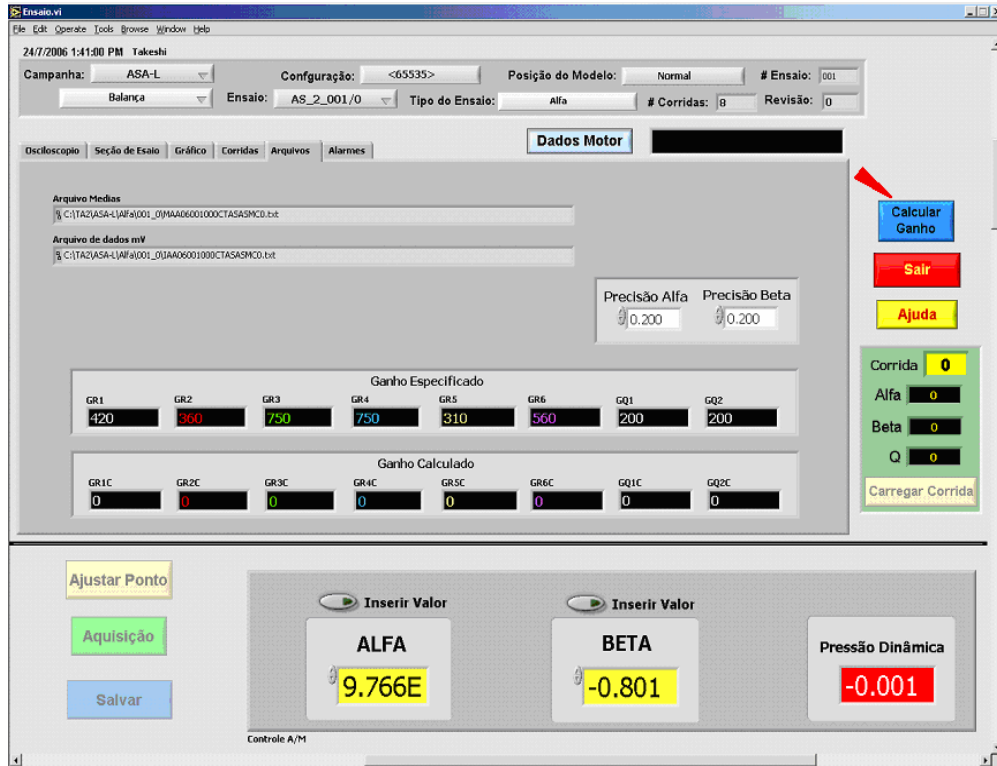 Ensaio.vi
File Edit Operate Tools Browse Window Help
24/7/2006 1:41:00 PM Takeshi
Campanha: ASA-L Confguração: <65535> Posição do Modelo: Normal # Ensaio: 001
Balança Ensaio: AS_2_001/0 Tipo do Ensaio: Alfa # Corridas: 8 Revisão: 0
Dados Motor
Osciloscopio Seção de Esaio Gráfico Corridas Arquivos Alarmes
Arquivo Medias
C:\TA2\ASA-L\Alfa\001_0\MAA06001000CTASASMC0.txt
Arquivo de dados mV
C:\TA2\ASA-L\Alfa\001_0\IAA06001000CTASASMC0.txt
Calcular Ganho
Sair
Ajuda
Precisão Alfa Precisão Beta
0.200 0.200
Corrida 0
Alfa 0
Beta 0
Q 0
Carregar Corrida
Ganho Especificado
GR1 GR2 GR3 GR4 GR5 GR6 GQ1 GQ2
420 360 750 750 310 560 200 200
Ganho Calculado
GR1C GR2C GR3C GR4C GR5C GR6C GQ1C GQ2C
0 0 0 0 0 0 0 0
Ajustar Ponto
Aquisição
Salvar
Inserir Valor Inserir Valor
ALFA BETA Pressão Dinâmica
9.766E -0.801 -0.001
Controle A/M